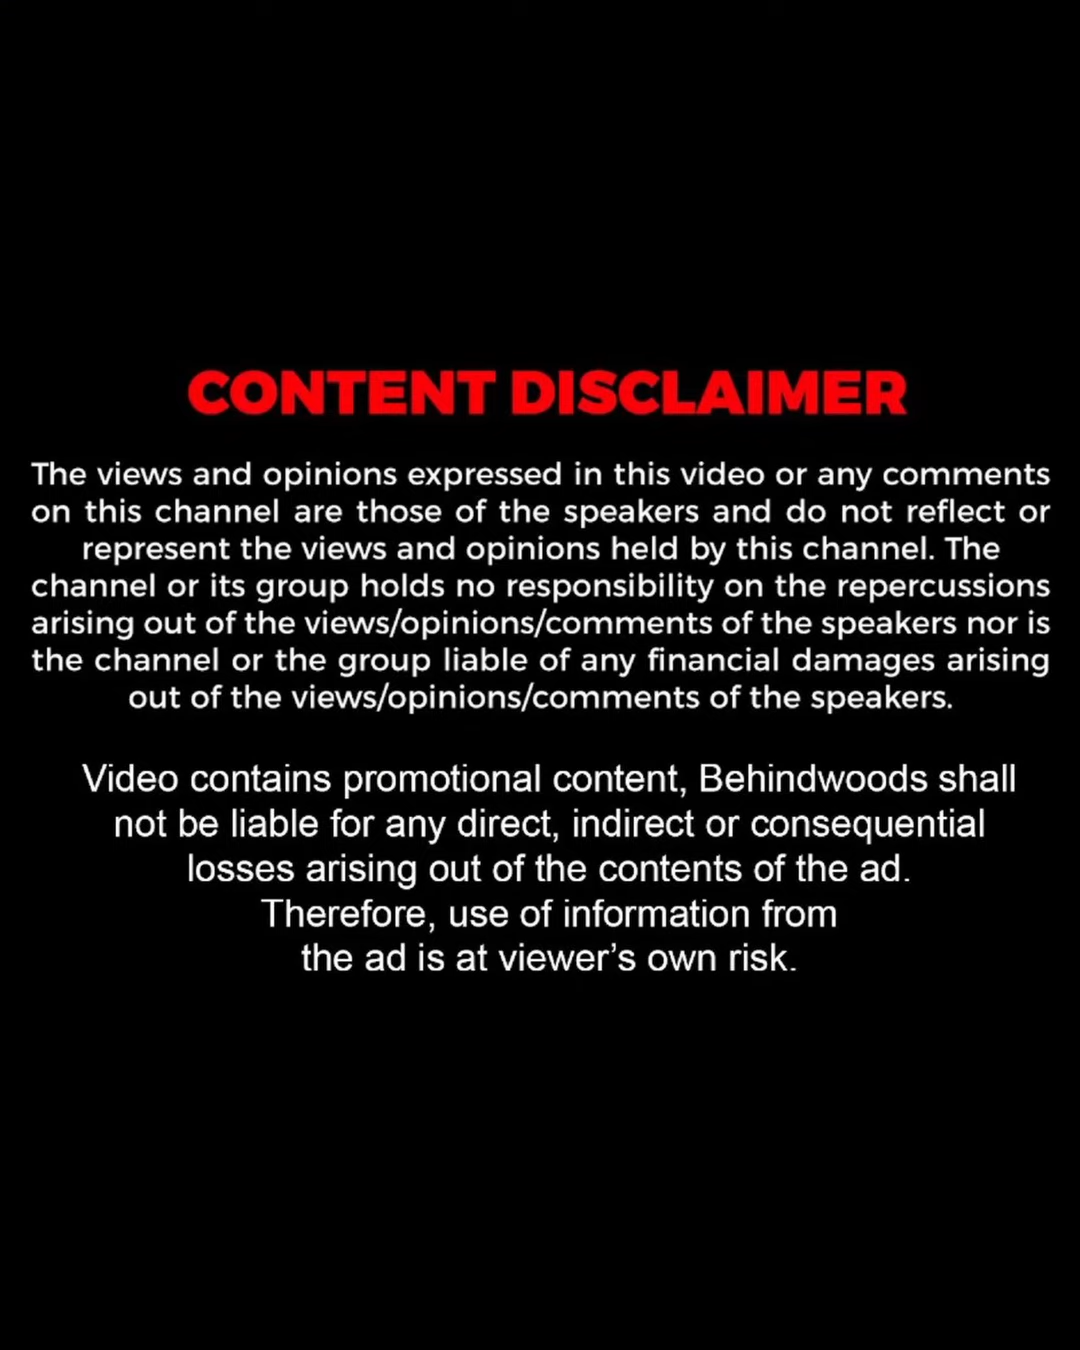 CONTENT DISCLAIMER
The views and opinions expressed in this video or any comments
on this channel are those of the speakers and do not reflect or
represent the views and opinions held by this channel. The
channel or its group holds no responsibility on the repercussions
arising out of the views/opinions/comments of the speakers nor is
the channel or the group liable of any financial damages arising
out of the views/opinions/comments of the speakers.
Video contains promotional content, Behindwoods shall
not be liable for any direct, indirect or consequential
losses arising out of the contents of the ad.
Therefore, use of information from
the ad is at viewer’s own risk.